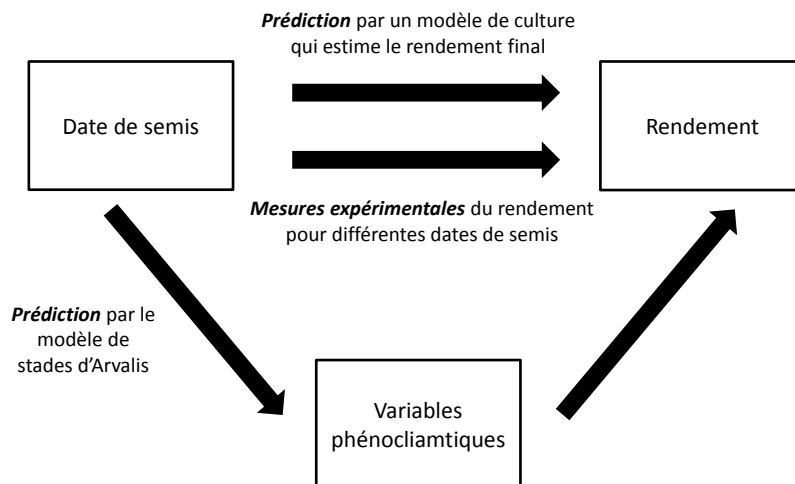 Prédiction par un modèle de culture
qui estime le rendement final
Date de semis
Rendement
Mesures expérimentales du rendement
pour différentes dates de semis
Prédiction par le
modèle de
stades d’Arvalis
Variables
phénocliamtiques